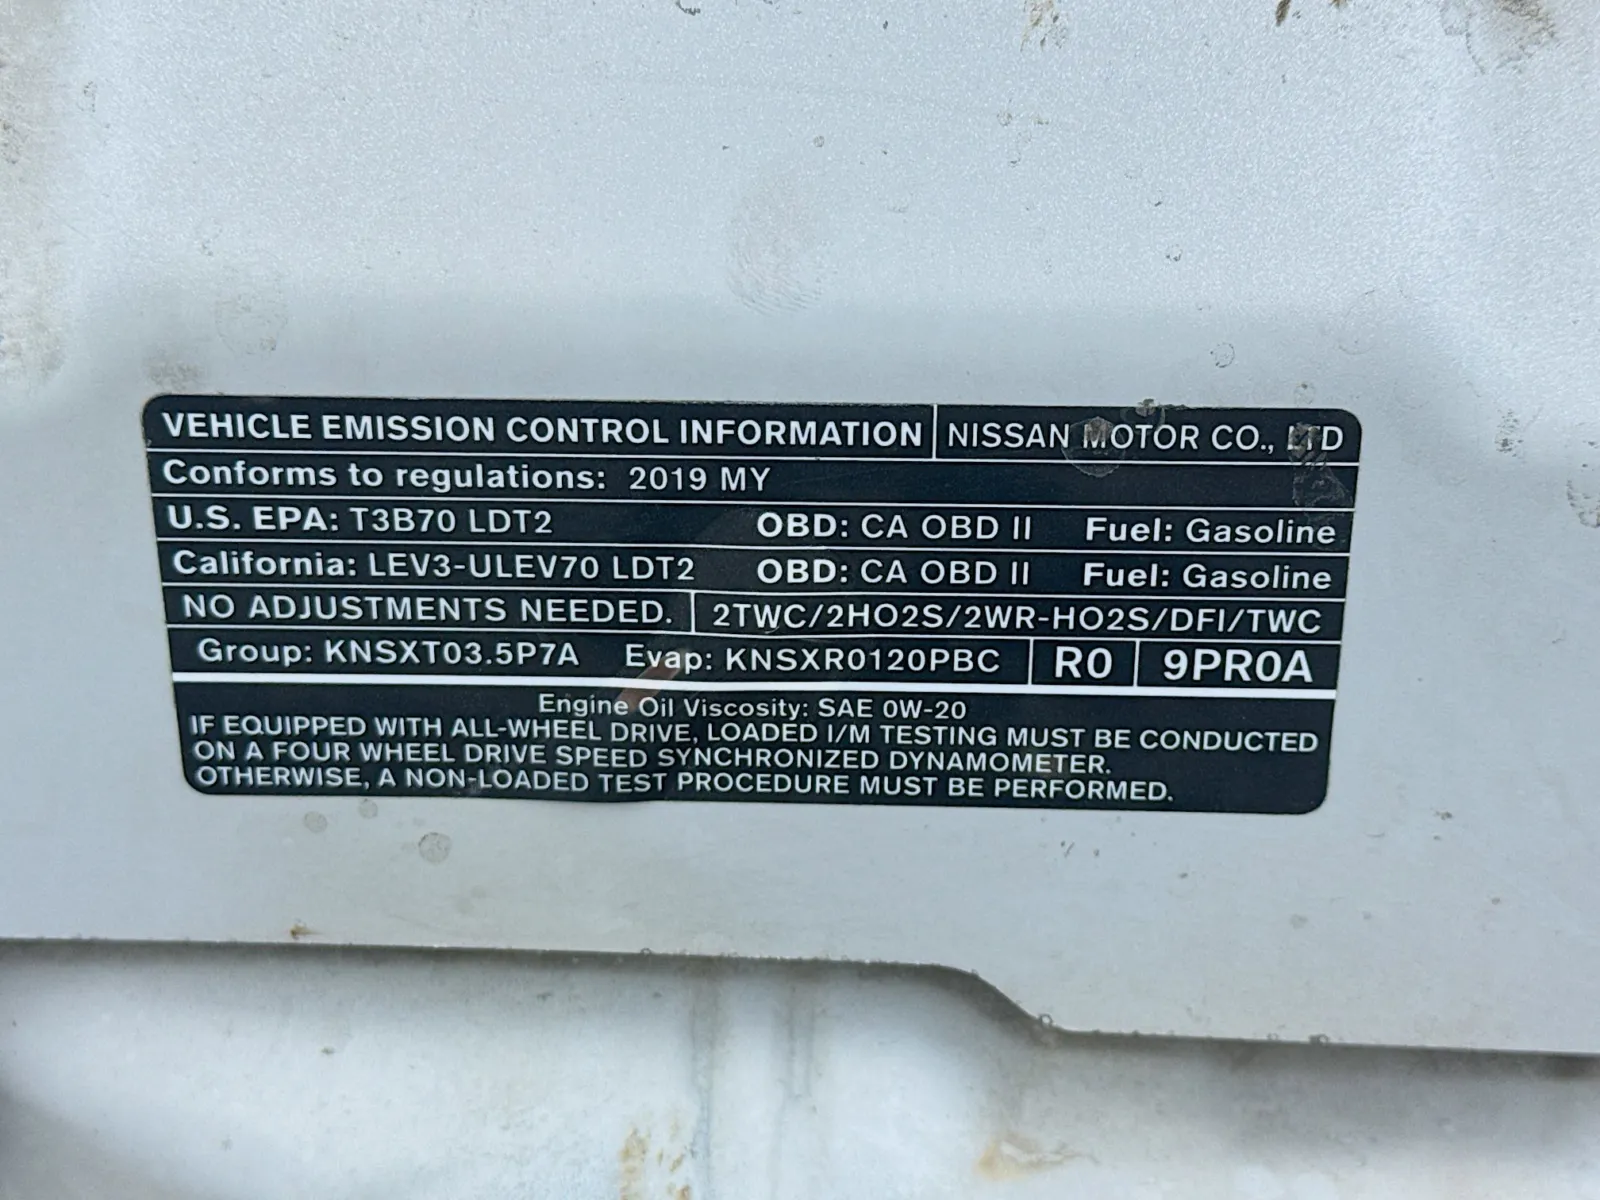 VEHICLE EMISSION CONTROL INFORMATION NISSAN MOTOR CO., LTD
Conforms to regulations: 2019 MY
U.S. EPA: T3B70 LDT2 OBD: CA OBD II Fuel: Gasoline
California: LEV3-ULEV70 LDT2 OBD: CA OBD II Fuel: Gasoline
NO ADJUSTMENTS NEEDED. 2TWC/2HO2S/2WR-HO2S/DFI/TWC
Group: KNSXT03.5P7A Evap: KNSXR0120PBC R0 9PR0A
Engine Oil Viscosity: SAE 0W-20
IF EQUIPPED WITH ALL-WHEEL DRIVE, LOADED I/M TESTING MUST BE CONDUCTED
ON A FOUR WHEEL DRIVE SPEED SYNCHRONIZED DYNAMOMETER.
OTHERWISE, A NON-LOADED TEST PROCEDURE MUST BE PERFORMED.